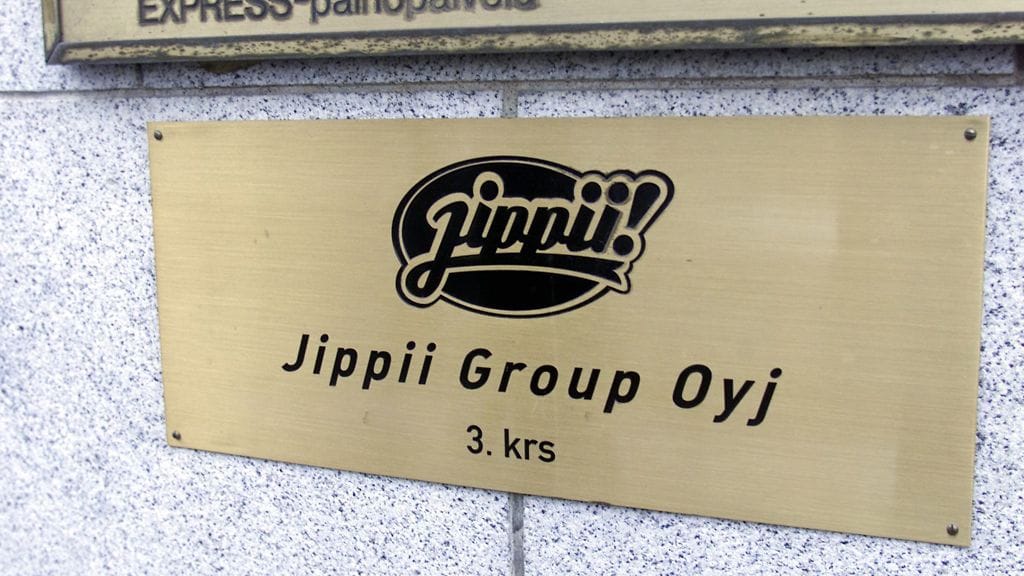 EXPRESS-painopalvelu
jippii!
Jippii Group Oyj
3. krs